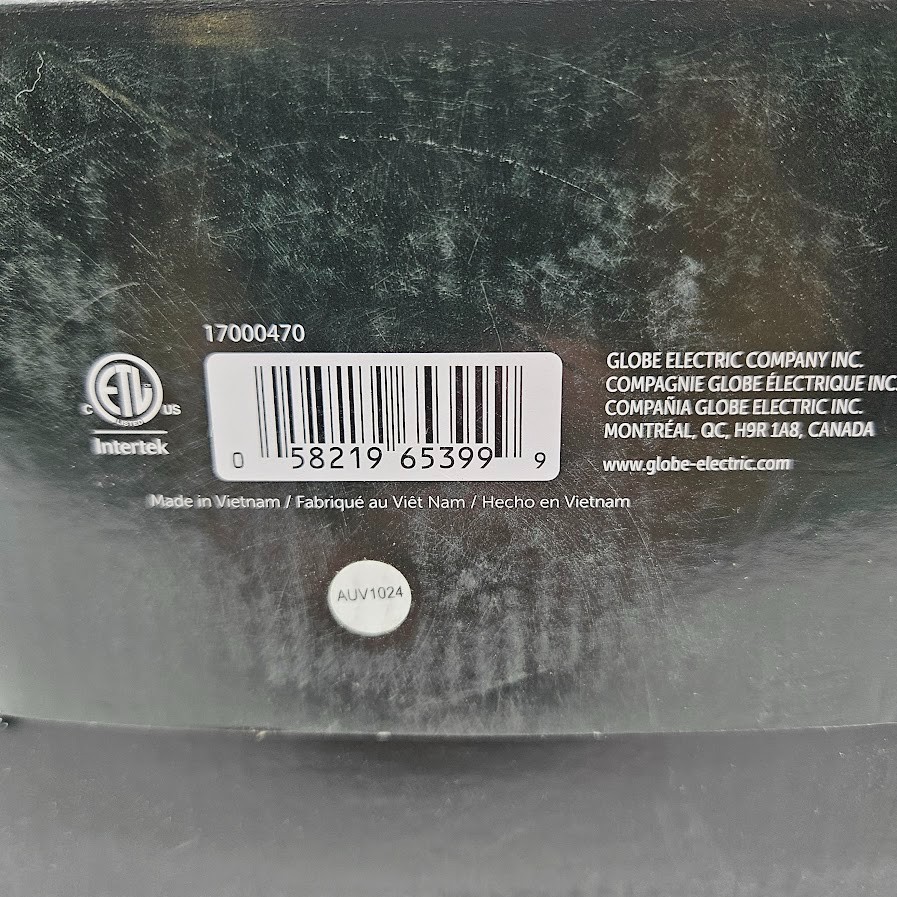 17000470
ETL
C LISTED US
Intertek
0 58219 65399 9
GLOBE ELECTRIC COMPANY INC.
COMPAGNIE GLOBE ÉLECTRIQUE INC.
COMPAÑIA GLOBE ELECTRIC INC.
MONTRÉAL, QC, H9R 1A8, CANADA
www.globe-electric.com
Made in Vietnam / Fabriqué au Viêt Nam / Hecho en Vietnam
AUV1024